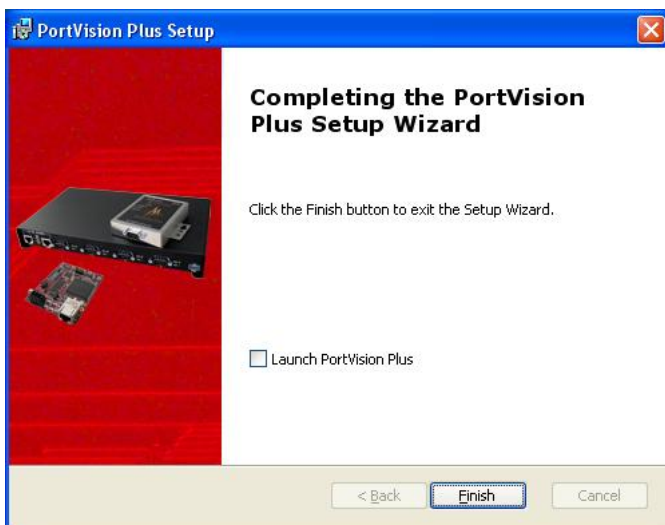 PortVision Plus Setup
Completing the PortVision
Plus Setup Wizard
Click the Finish button to exit the Setup Wizard.
Launch PortVision Plus
< Back
Finish
Cancel